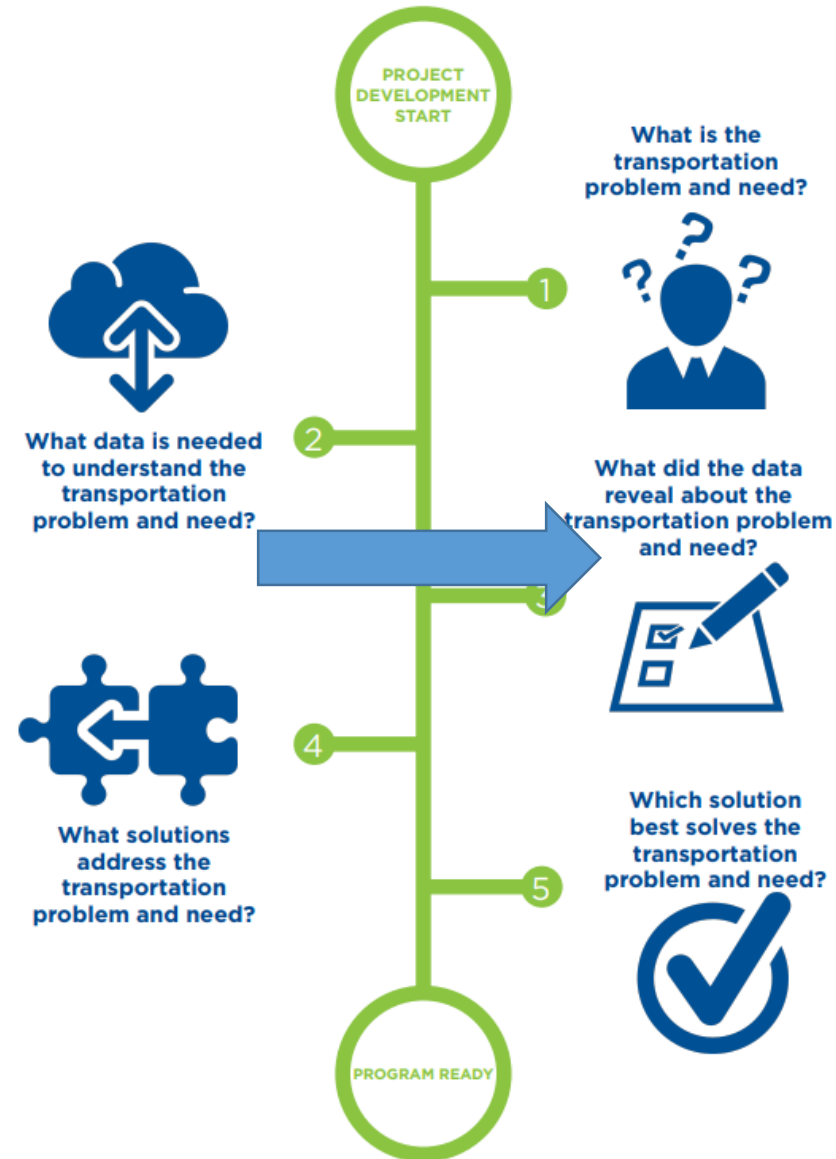 PROJECT
DEVELOPMENT
START
What is the
transportation
problem and need?
? ? ?
1
2
What data is needed
to understand the
transportation
problem and need?
What did the data
reveal about the
transportation problem
and need?
3
4
What solutions
address the
transportation
problem and need?
Which solution
best solves the
transportation
problem and need?
5
PROGRAM READY